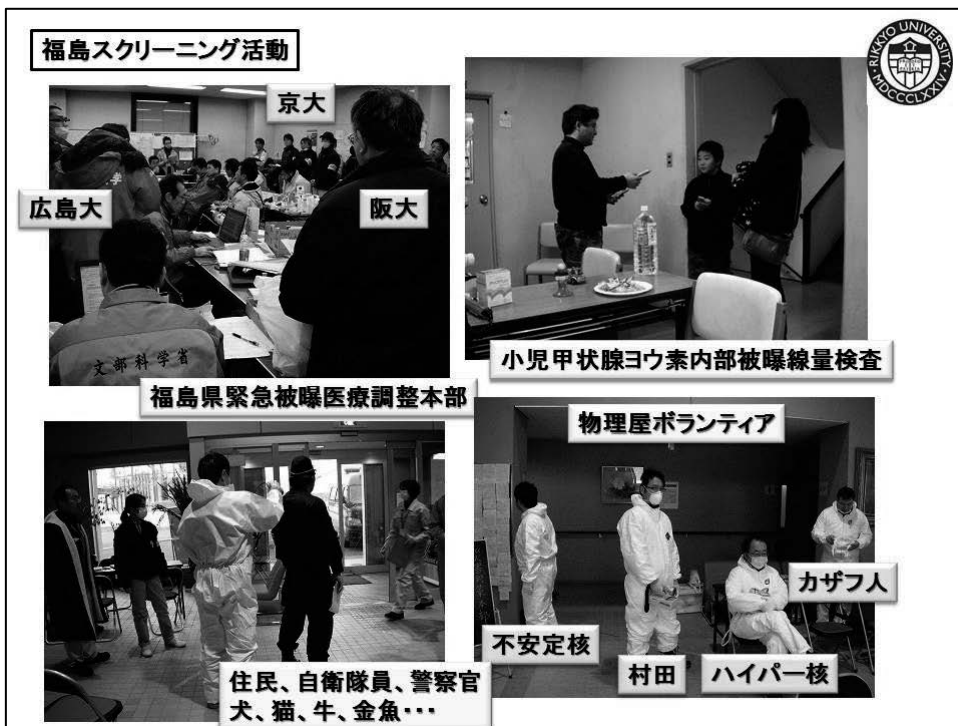 福島スクリーニング活動
RIKKYO UNIVERSITY
MDCCCLXXIV
京大
広島大
阪大
文部科学省
福島県緊急被曝医療調整本部
小児甲状腺ヨウ素内部被曝線量検査
物理屋ボランティア
カザフ人
不安定核
村田
ハイパー核
住民、自衛隊員、警察官
犬、猫、牛、金魚・・・